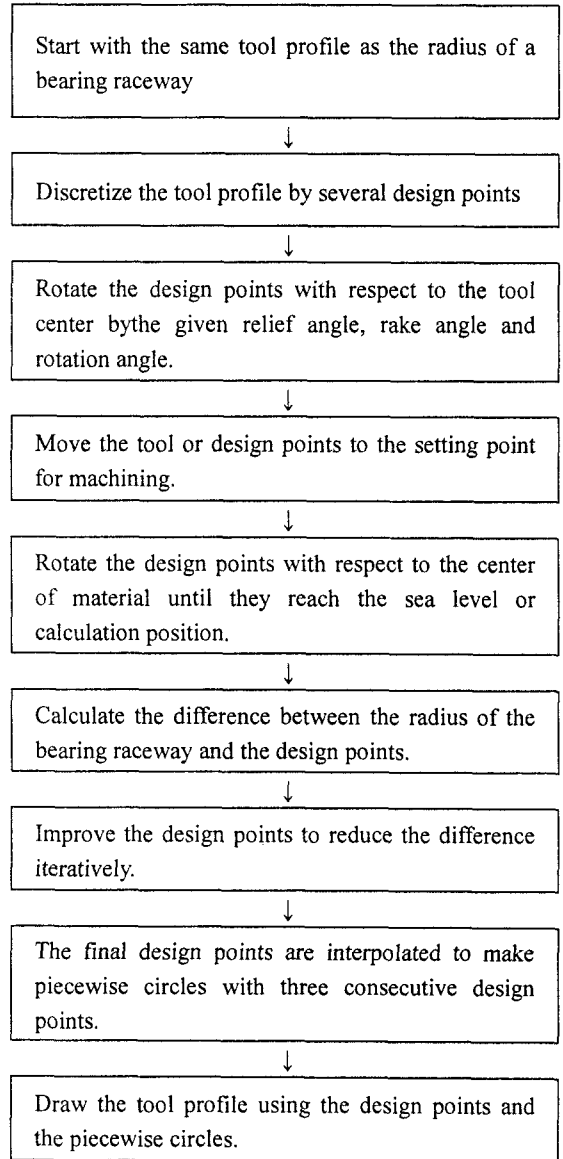 Start with the same tool profile as the radius of a
bearing raceway
↓
Discretize the tool profile by several design points
↓
Rotate the design points with respect to the tool
center bythe given relief angle, rake angle and
rotation angle.
↓
Move the tool or design points to the setting point
for machining.
↓
Rotate the design points with respect to the center
of material until they reach the sea level or
calculation position.
↓
Calculate the difference between the radius of the
bearing raceway and the design points.
↓
Improve the design points to reduce the difference
iteratively.
↓
The final design points are interpolated to make
piecewise circles with three consecutive design
points.
↓
Draw the tool profile using the design points and
the piecewise circles.